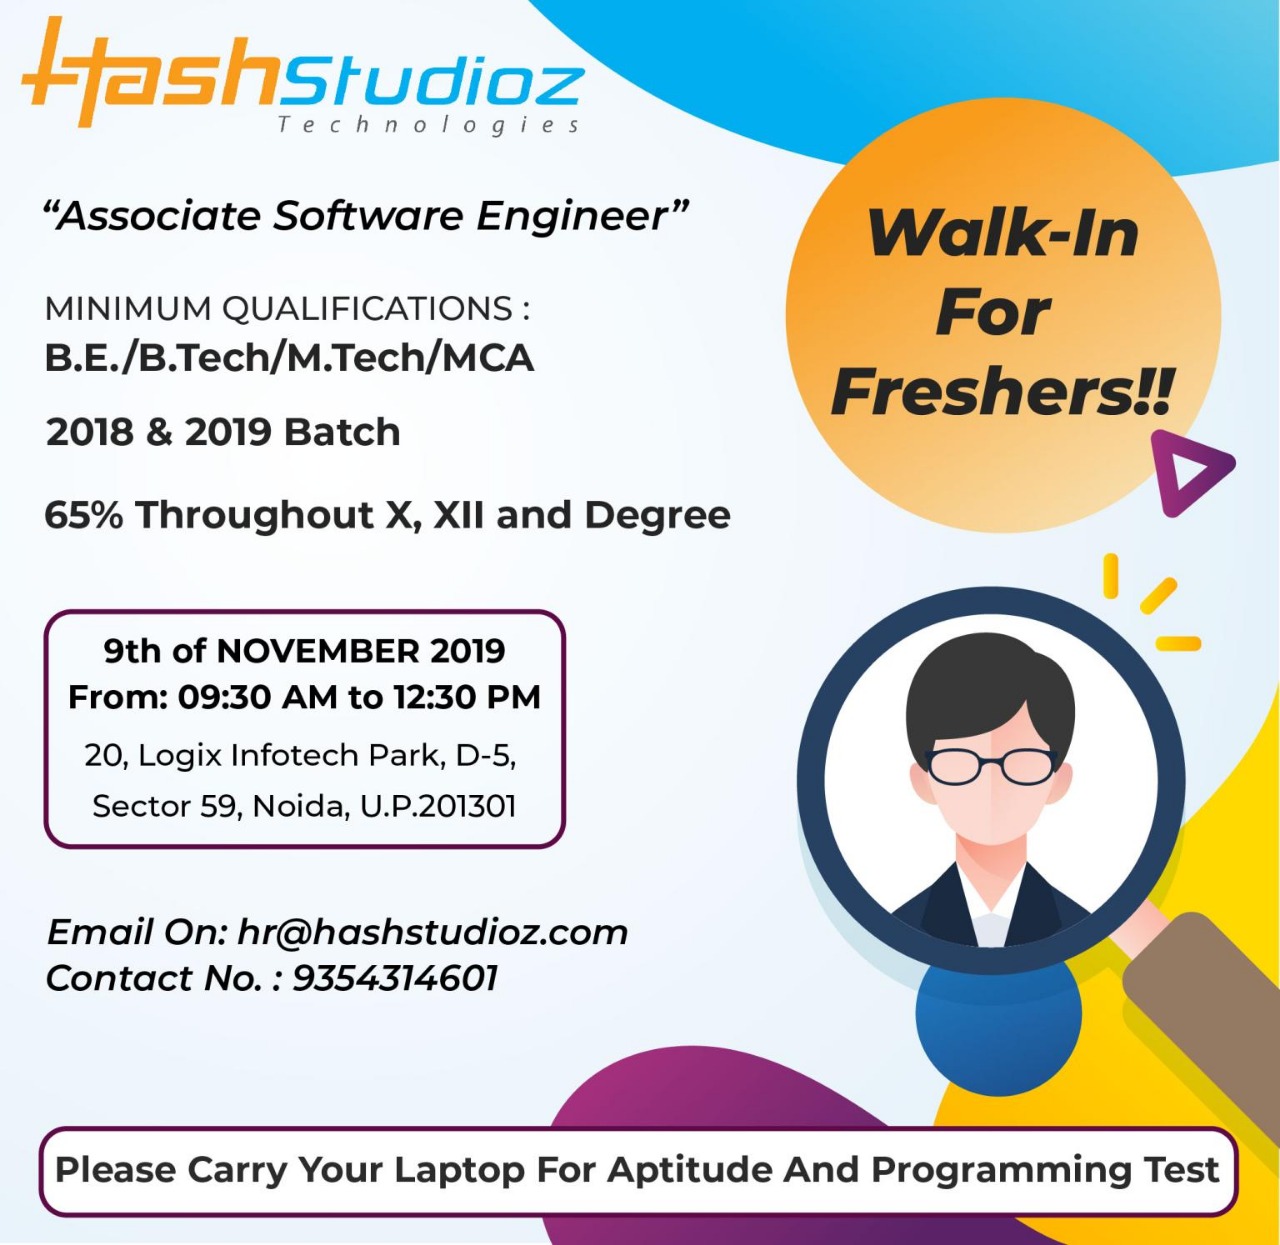 HashStudioz
Technologies
“Associate Software Engineer”
MINIMUM QUALIFICATIONS :
B.E./B.Tech/M.Tech/MCA
2018 & 2019 Batch
65% Throughout X, XII and Degree
Walk-In
For
Freshers!!
9th of NOVEMBER 2019
From: 09:30 AM to 12:30 PM
20, Logix Infotech Park, D-5,
Sector 59, Noida, U.P.201301
Email On: hr@hashstudioz.com
Contact No. : 9354314601
Please Carry Your Laptop For Aptitude And Programming Test